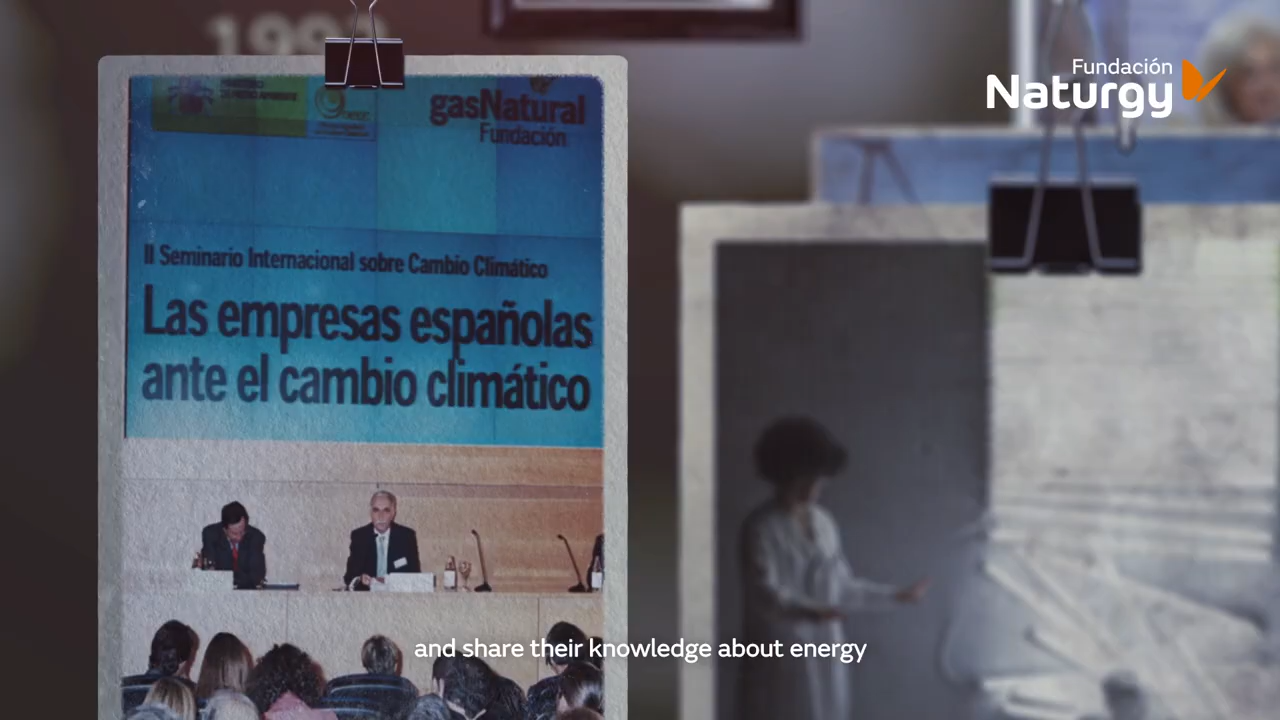 1992
Fundación
Naturgy
gasNatural
Fundación
II Seminario Internacional sobre Cambio Climático
Las empresas españolas
ante el cambio climático
and share their knowledge about energy